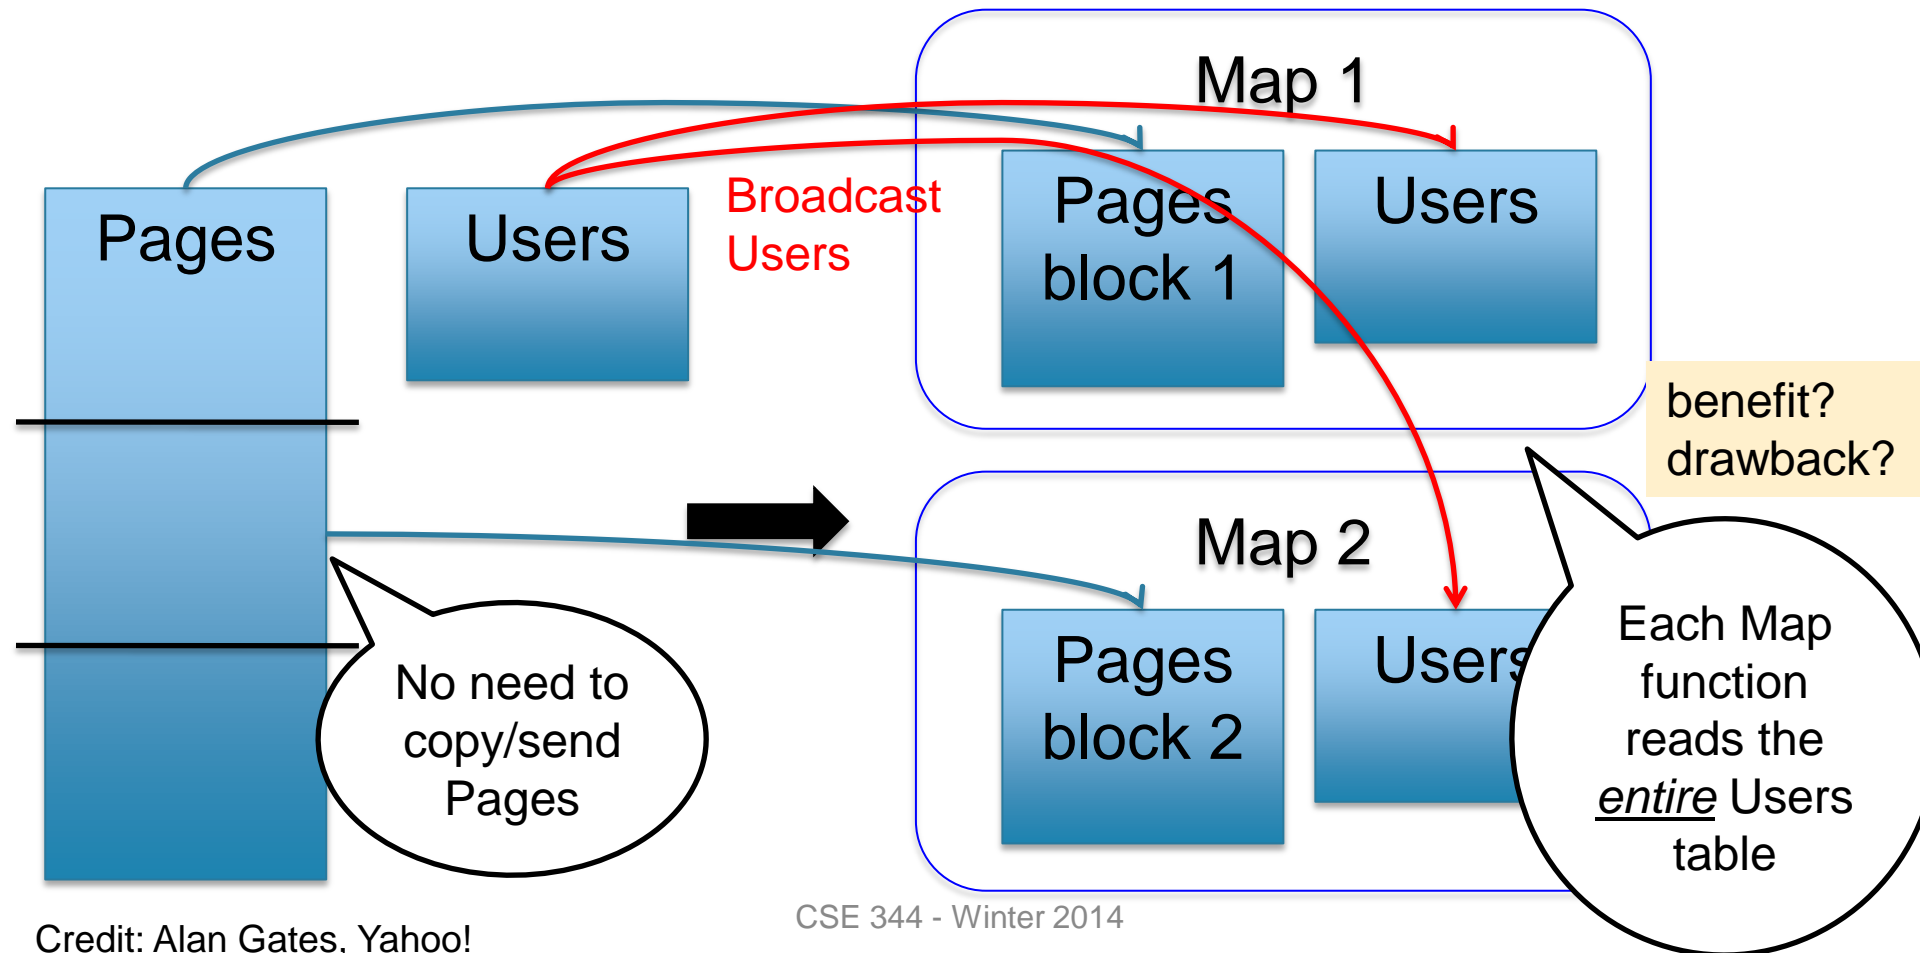 Map 1
Pages
Users
Broadcast
Users
Pages
block 1
Users
benefit?
drawback?
Map 2
Pages
block 2
Users
No need to
copy/send
Pages
Each Map
function
reads the
entire Users
table
CSE 344 - Winter 2014
Credit: Alan Gates, Yahoo!